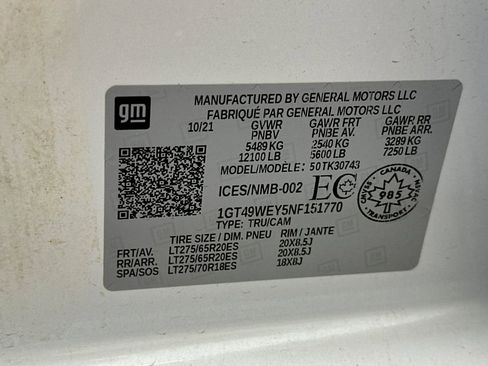 gm
MANUFACTURED BY GENERAL MOTORS LLC
FABRIQUÉ PAR GENERAL MOTORS LLC
10/21 GVWR GAWR FRT GAWR RR
PNBV PNBE AV. PNBE ARR.
5489 KG 2540 KG 3289 KG
12100 LB 5600 LB 7250 LB
MODEL/MODÈLE: 50TK30743
ICES/NMB-002 EC
CANADA
985
TRANSPORT
1GT49WEY5NF151770
TYPE: TRU/CAM
TIRE SIZE / DIM. PNEU RIM / JANTE
FRT/AV. LT275/65R20ES 20X8.5J
RR/ARR. LT275/65R20ES 20X8.5J
SPA/SOS LT275/70R18ES 18X8J